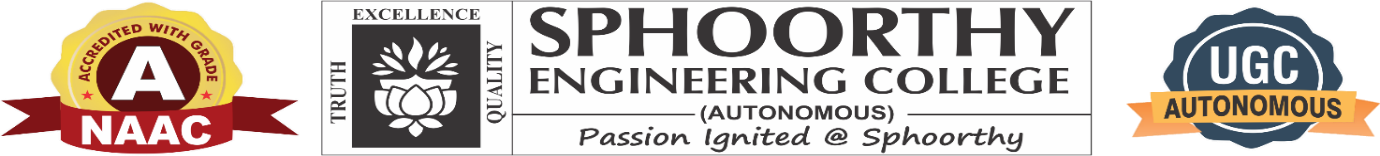 ACCREDITED WITH GRADE
A
NAAC
EXCELLENCE
TRUTH
QUALITY
SPHOORTHY
ENGINEERING COLLEGE
(AUTONOMOUS)
Passion Ignited @ Sphoorthy
UGC
AUTONOMOUS